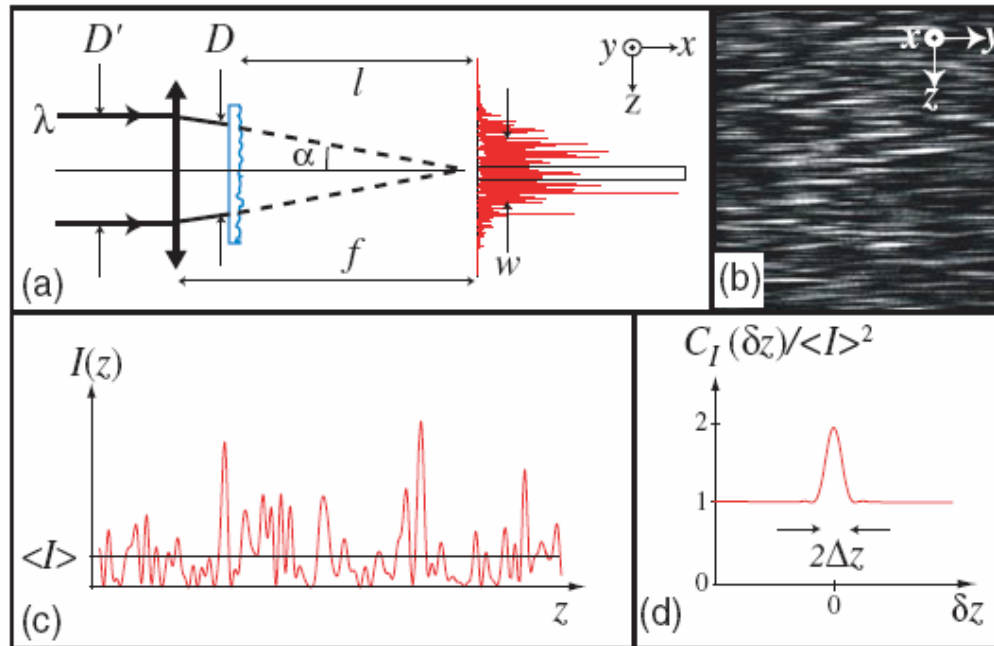 D′ D
l
y x
z
λ
α
f
w
(a)
x y
z
(b)
I(z)
<I>
z
(c)
C_I (δz)/<I>²
2
1
2Δz
0
0
δz
(d)